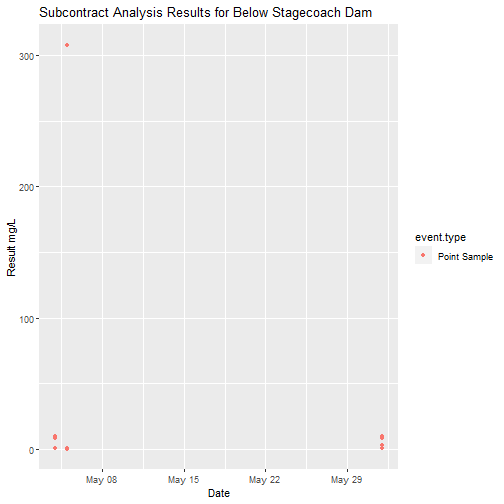 Subcontract Analysis Results for Below Stagecoach Dam
300
200
100
0
Result mg/L
May 08 May 15 May 22 May 29
Date
event.type
Point Sample